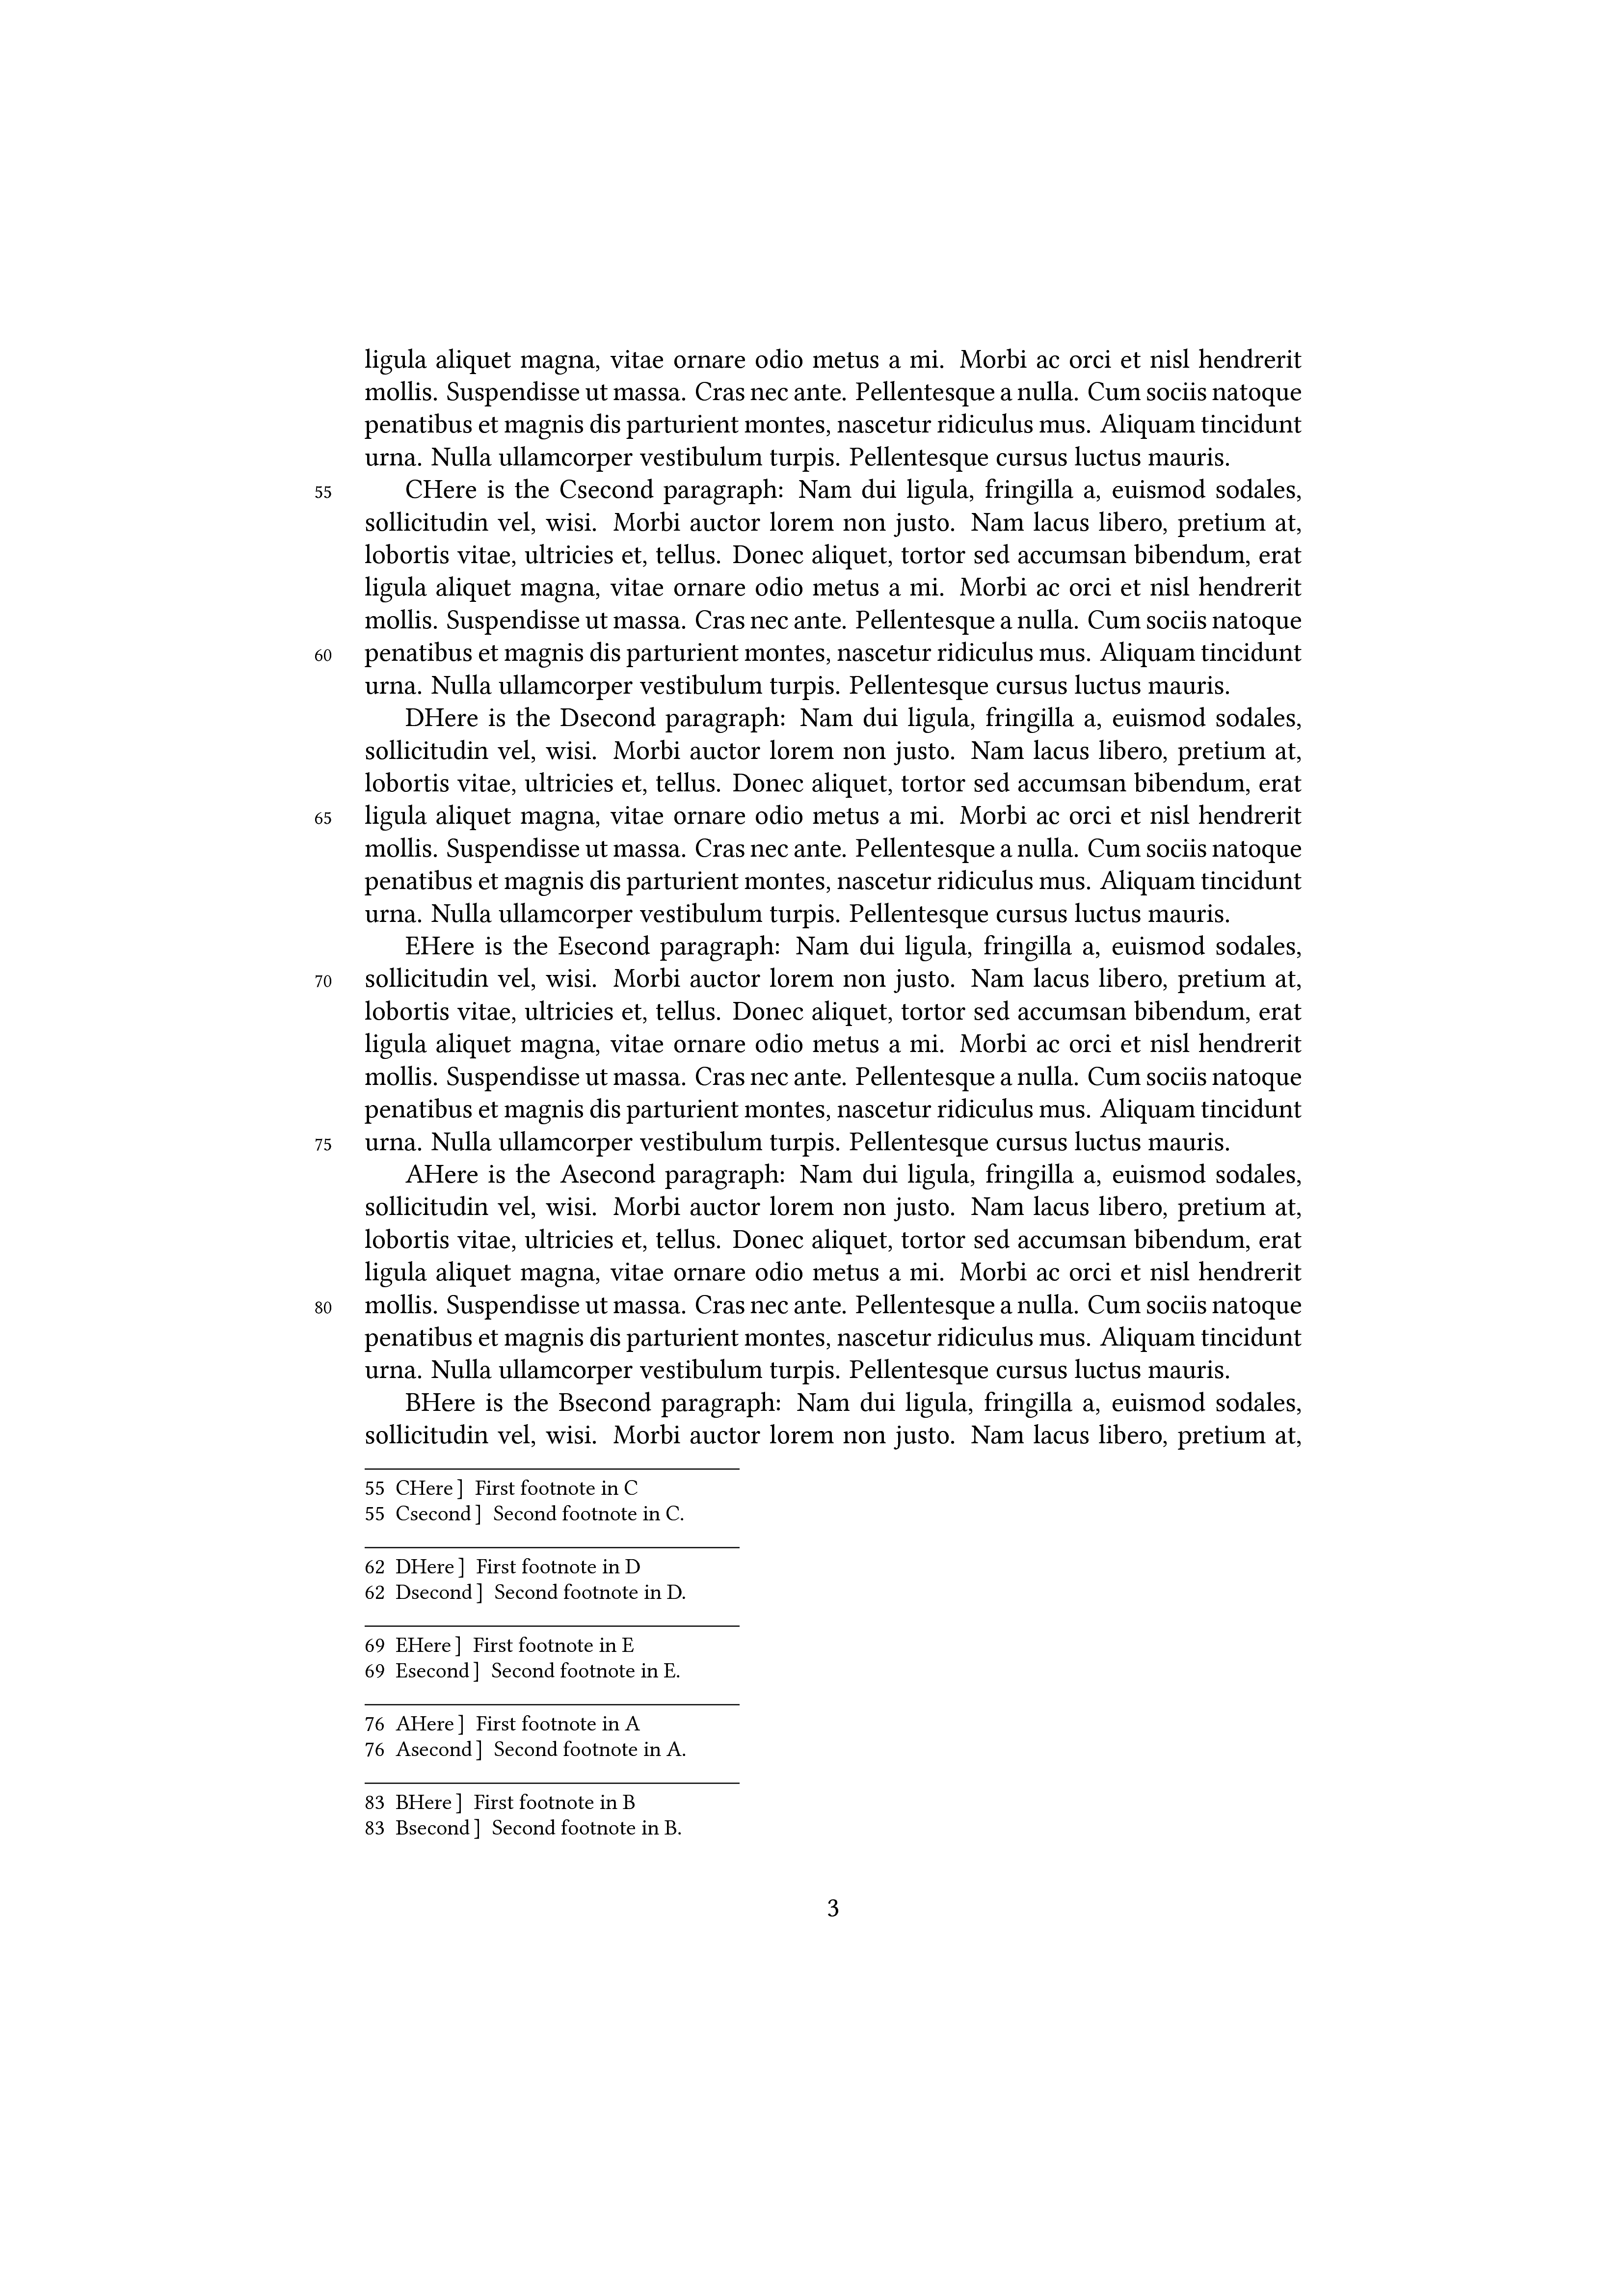 ligula aliquet magna, vitae ornare odio metus a mi. Morbi ac orci et nisl hendrerit
mollis. Suspendisse ut massa. Cras nec ante. Pellentesque a nulla. Cum sociis natoque
penatibus et magnis dis parturient montes, nascetur ridiculus mus. Aliquam tincidunt
urna. Nulla ullamcorper vestibulum turpis. Pellentesque cursus luctus mauris.
55 CHere is the Csecond paragraph: Nam dui ligula, fringilla a, euismod sodales,
sollicitudin vel, wisi. Morbi auctor lorem non justo. Nam lacus libero, pretium at,
lobortis vitae, ultricies et, tellus. Donec aliquet, tortor sed accumsan bibendum, erat
ligula aliquet magna, vitae ornare odio metus a mi. Morbi ac orci et nisl hendrerit
mollis. Suspendisse ut massa. Cras nec ante. Pellentesque a nulla. Cum sociis natoque
60 penatibus et magnis dis parturient montes, nascetur ridiculus mus. Aliquam tincidunt
urna. Nulla ullamcorper vestibulum turpis. Pellentesque cursus luctus mauris.
DHere is the Dsecond paragraph: Nam dui ligula, fringilla a, euismod sodales,
sollicitudin vel, wisi. Morbi auctor lorem non justo. Nam lacus libero, pretium at,
lobortis vitae, ultricies et, tellus. Donec aliquet, tortor sed accumsan bibendum, erat
65 ligula aliquet magna, vitae ornare odio metus a mi. Morbi ac orci et nisl hendrerit
mollis. Suspendisse ut massa. Cras nec ante. Pellentesque a nulla. Cum sociis natoque
penatibus et magnis dis parturient montes, nascetur ridiculus mus. Aliquam tincidunt
urna. Nulla ullamcorper vestibulum turpis. Pellentesque cursus luctus mauris.
EHere is the Esecond paragraph: Nam dui ligula, fringilla a, euismod sodales,
70 sollicitudin vel, wisi. Morbi auctor lorem non justo. Nam lacus libero, pretium at,
lobortis vitae, ultricies et, tellus. Donec aliquet, tortor sed accumsan bibendum, erat
ligula aliquet magna, vitae ornare odio metus a mi. Morbi ac orci et nisl hendrerit
mollis. Suspendisse ut massa. Cras nec ante. Pellentesque a nulla. Cum sociis natoque
penatibus et magnis dis parturient montes, nascetur ridiculus mus. Aliquam tincidunt
75 urna. Nulla ullamcorper vestibulum turpis. Pellentesque cursus luctus mauris.
AHere is the Asecond paragraph: Nam dui ligula, fringilla a, euismod sodales,
sollicitudin vel, wisi. Morbi auctor lorem non justo. Nam lacus libero, pretium at,
lobortis vitae, ultricies et, tellus. Donec aliquet, tortor sed accumsan bibendum, erat
ligula aliquet magna, vitae ornare odio metus a mi. Morbi ac orci et nisl hendrerit
80 mollis. Suspendisse ut massa. Cras nec ante. Pellentesque a nulla. Cum sociis natoque
penatibus et magnis dis parturient montes, nascetur ridiculus mus. Aliquam tincidunt
urna. Nulla ullamcorper vestibulum turpis. Pellentesque cursus luctus mauris.
BHere is the Bsecond paragraph: Nam dui ligula, fringilla a, euismod sodales,
sollicitudin vel, wisi. Morbi auctor lorem non justo. Nam lacus libero, pretium at,
55 CHere] First footnote in C
55 Csecond] Second footnote in C.
62 DHere] First footnote in D
62 Dsecond] Second footnote in D.
69 EHere] First footnote in E
69 Esecond] Second footnote in E.
76 AHere] First footnote in A
76 Asecond] Second footnote in A.
83 BHere] First footnote in B
83 Bsecond] Second footnote in B.
3